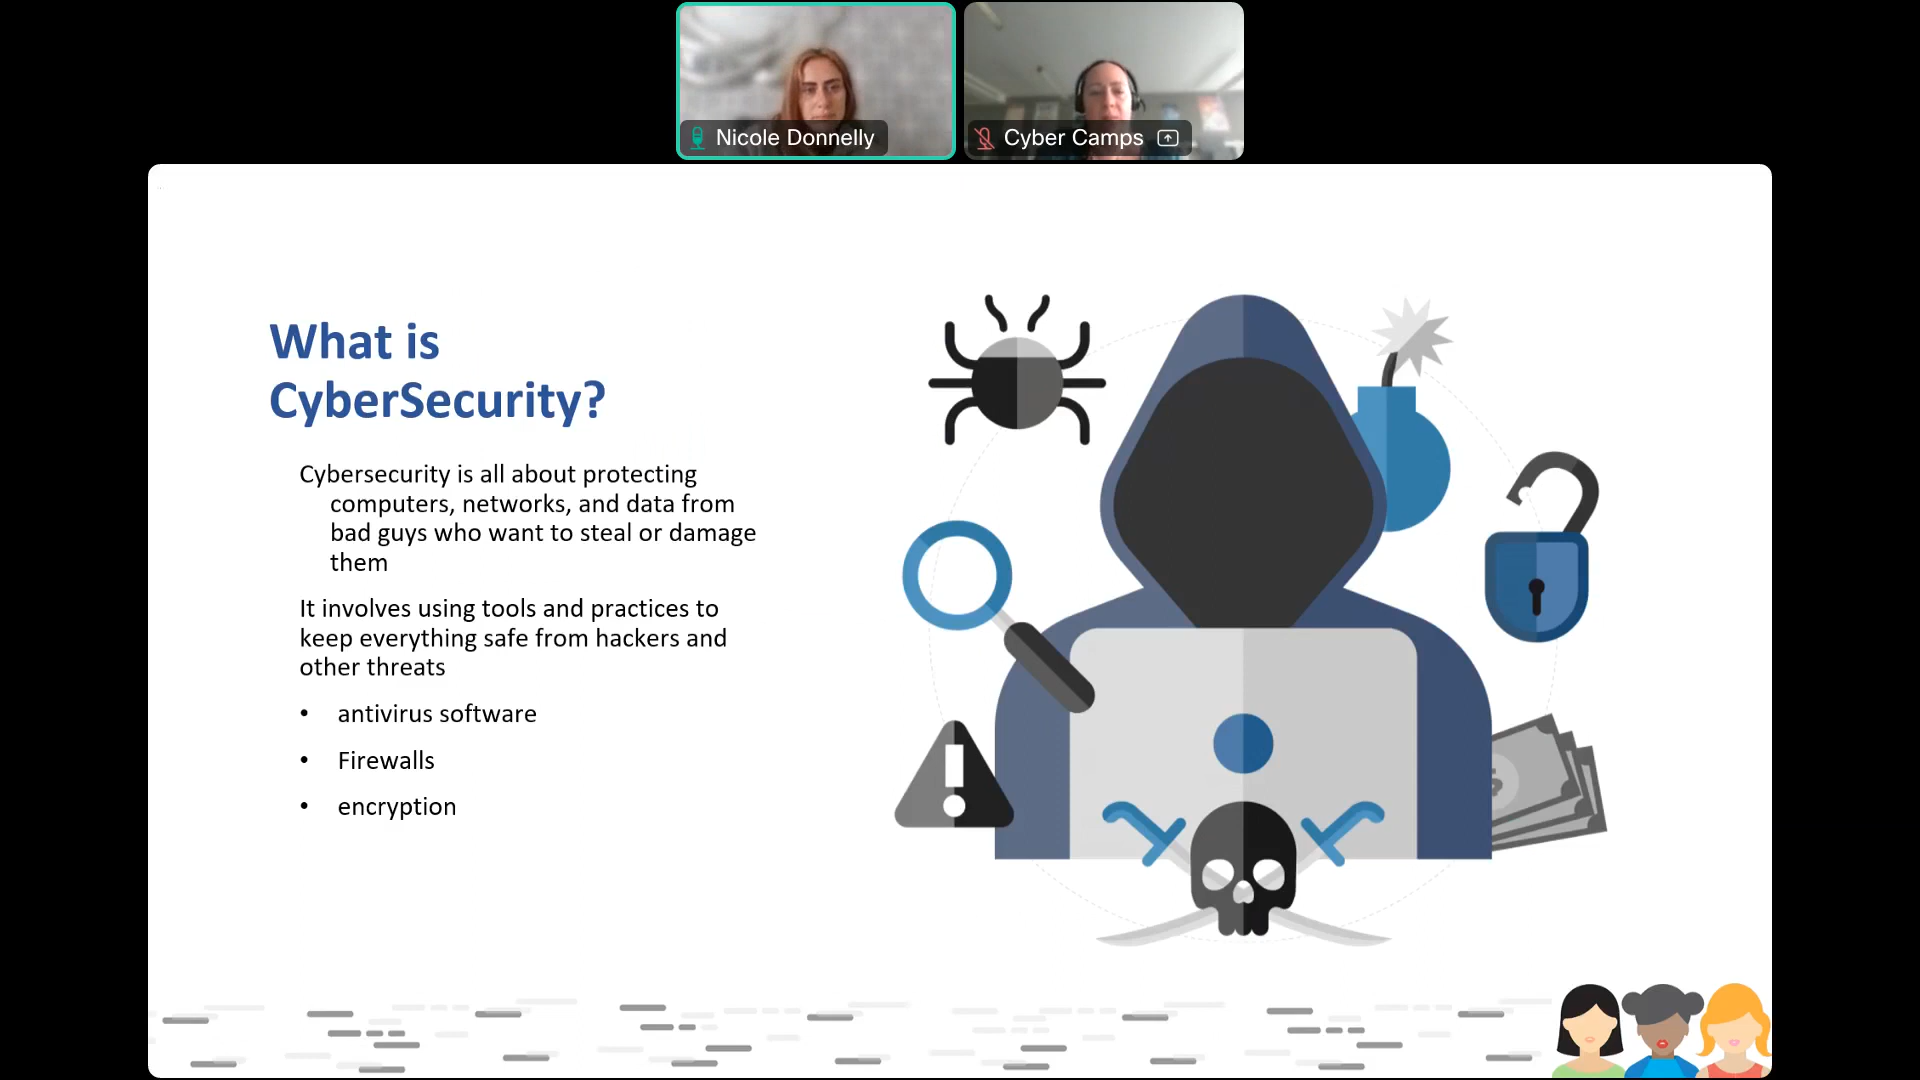 Nicole Donnelly
Cyber Camps
What is
CyberSecurity?
Cybersecurity is all about protecting
computers, networks, and data from
bad guys who want to steal or damage
them
It involves using tools and practices to
keep everything safe from hackers and
other threats
• antivirus software
• Firewalls
• encryption